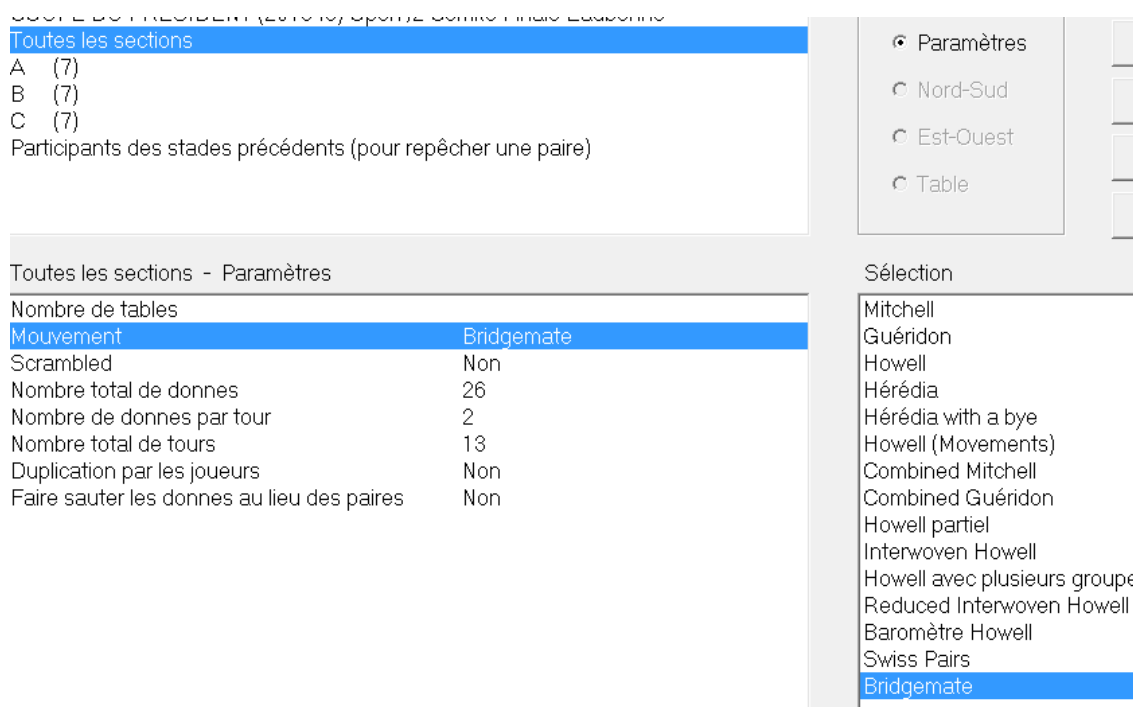 Toutes les sections
A (7)
B (7)
C (7)
Participants des stades précédents (pour repêcher une paire)
Paramètres
Nord-Sud
Est-Ouest
Table
Toutes les sections - Paramètres
Nombre de tables
Mouvement Bridgemate
Scrambled Non
Nombre total de donnes 26
Nombre de donnes par tour 2
Nombre total de tours 13
Duplication par les joueurs Non
Faire sauter les donnes au lieu des paires Non
Sélection
Mitchell
Guéridon
Howell
Hérédia
Hérédia with a bye
Howell (Movements)
Combined Mitchell
Combined Guéridon
Howell partiel
Interwoven Howell
Howell avec plusieurs groupe
Reduced Interwoven Howell
Baromètre Howell
Swiss Pairs
Bridgemate